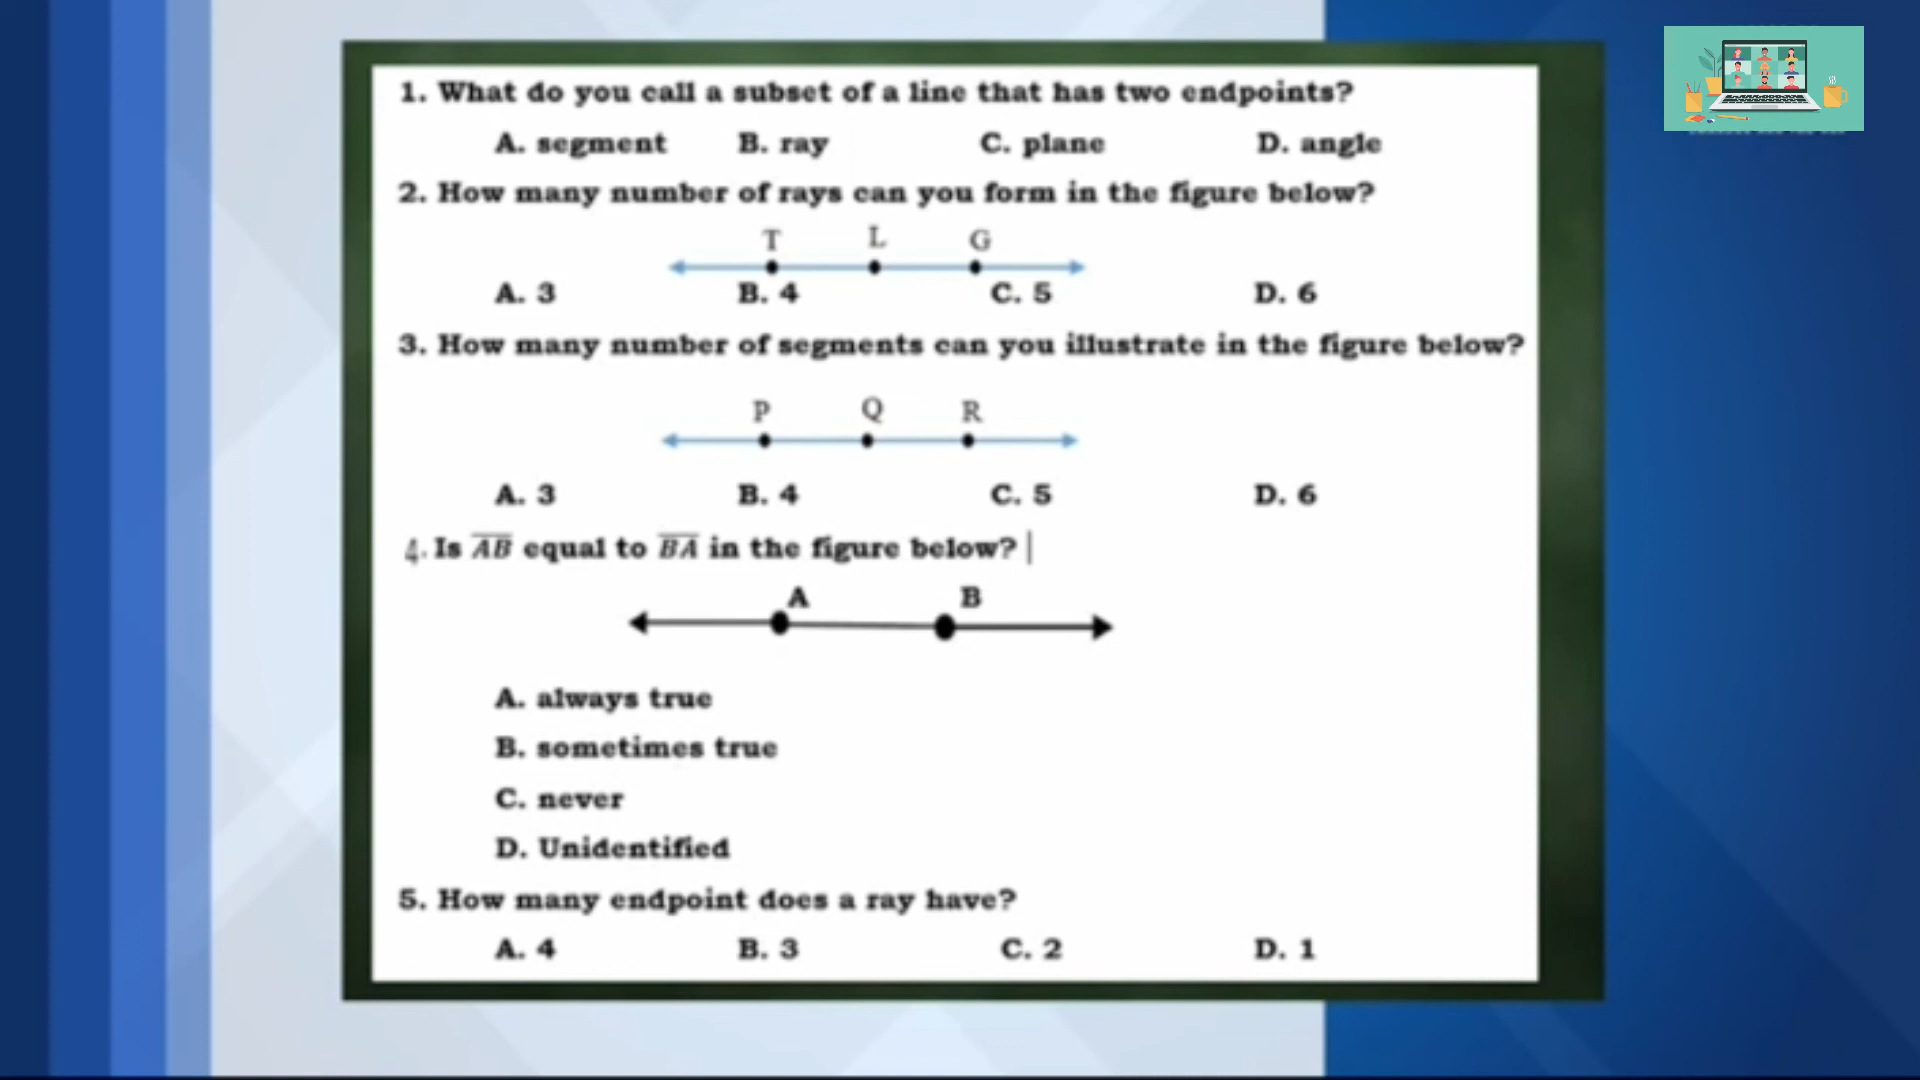 1. What do you call a subset of a line that has two endpoints?
A. segment B. ray C. plane D. angle
2. How many number of rays can you form in the figure below?
T L G
A. 3 B. 4 C. 5 D. 6
3. How many number of segments can you illustrate in the figure below?
P Q R
A. 3 B. 4 C. 5 D. 6
4. Is A̅B̅ equal to B̅A̅ in the figure below?
A B
A. always true
B. sometimes true
C. never
D. Unidentified
5. How many endpoint does a ray have?
A. 4 B. 3 C. 2 D. 1